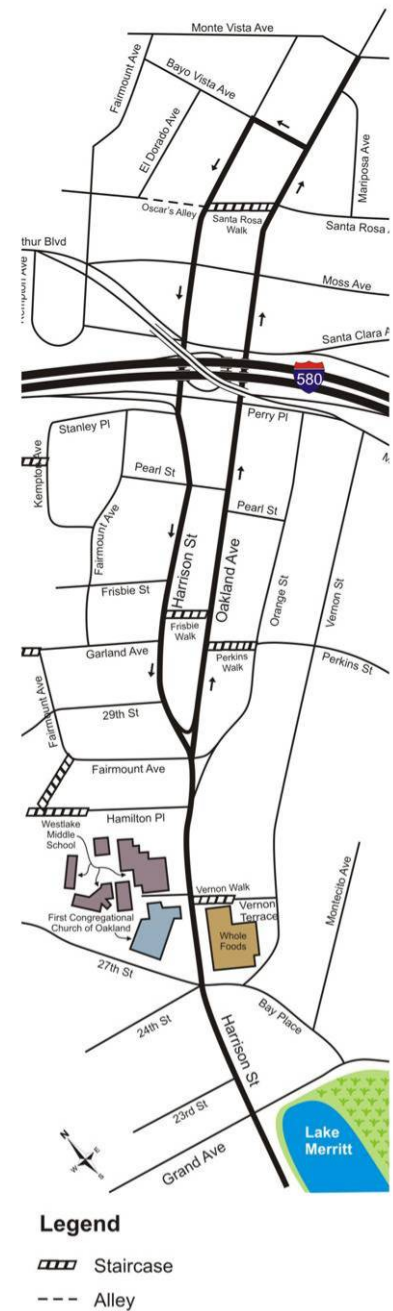 Monte Vista Ave
Fairmount Ave
Bayo Vista Ave
El Dorado Ave
Mariposa Ave
Oscar's Alley
Santa Rosa
Walk
Santa Rosa A
thur Blvd
Kempton Ave
Moss Ave
Santa Clara A
580
Perry Pl
Stanley Pl
Kempton Ave
Pearl St
Pearl St
Fairmount Ave
Harrison St
Oakland Ave
Orange St
Vernon St
Frisbie St
Frisbie
Walk
Garland Ave
Perkins
Walk
Perkins St
Fairmount Ave
29th St
Fairmount Ave
Hamilton Pl
Westlake
Middle
School
Vernon Walk
Vernon
Terrace
Montecito Ave
First Congregational
Church of Oakland
Whole
Foods
27th St
24th St
Bay Place
Harrison St
23rd St
Grand Ave
Lake
Merritt
N
E
W
S
Legend
Staircase
Alley